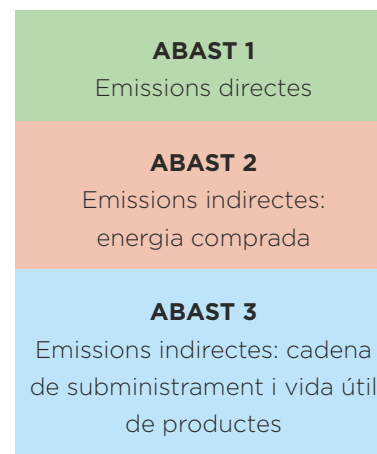 ABAST 1
Emissions directes
ABAST 2
Emissions indirectes:
energia comprada
ABAST 3
Emissions indirectes: cadena
de subministrament i vida útil
de productes